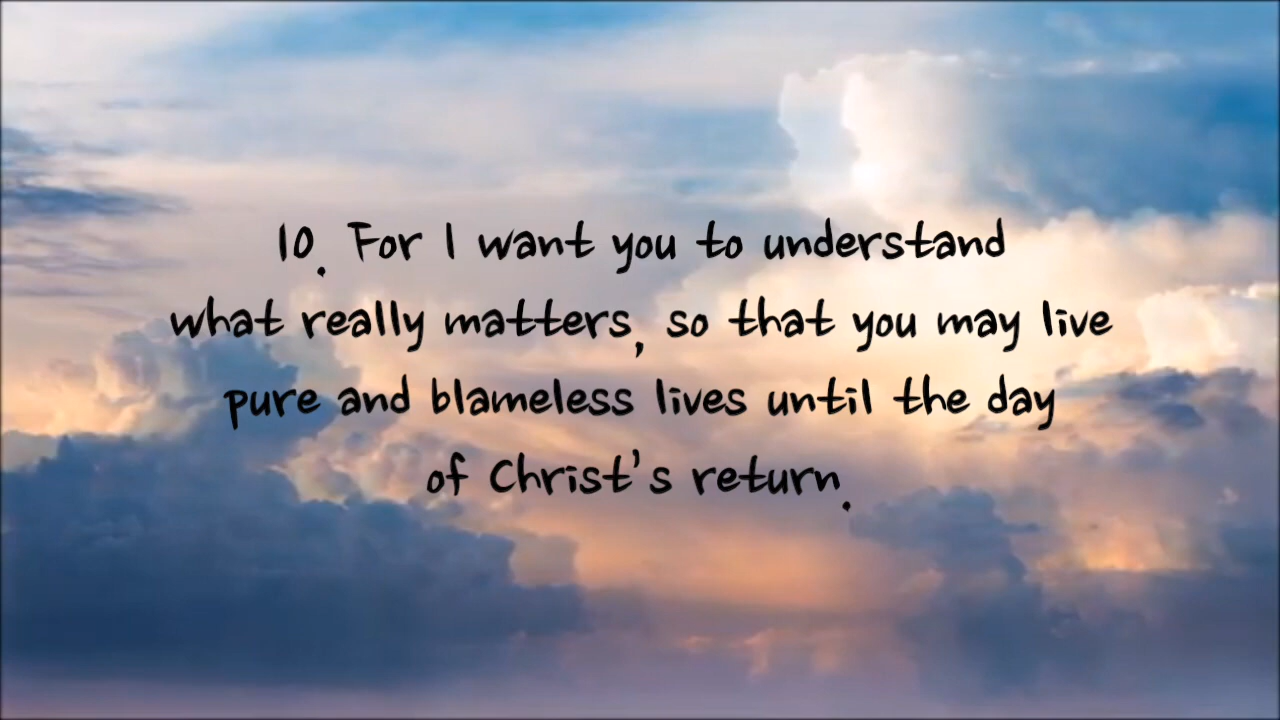 10. For I want you to understand
what really matters, so that you may live
pure and blameless lives until the day
of Christ's return.